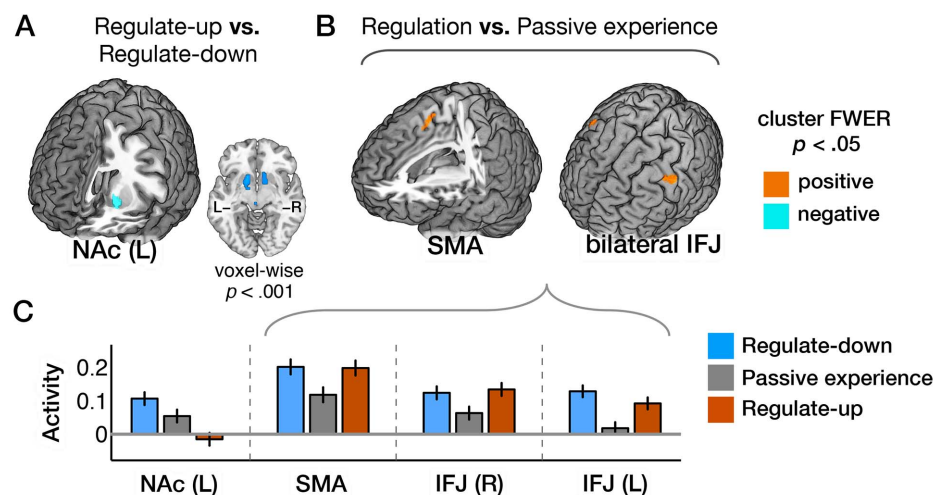 A
Regulate-up vs.
Regulate-down
B
Regulation vs. Passive experience
L–
–R
NAc (L)
voxel-wise
p < .001
SMA
bilateral IFJ
cluster FWER
p < .05
positive
negative
C
Activity
0.2
0.1
0
NAc (L)
SMA
IFJ (R)
IFJ (L)
Regulate-down
Passive experience
Regulate-up